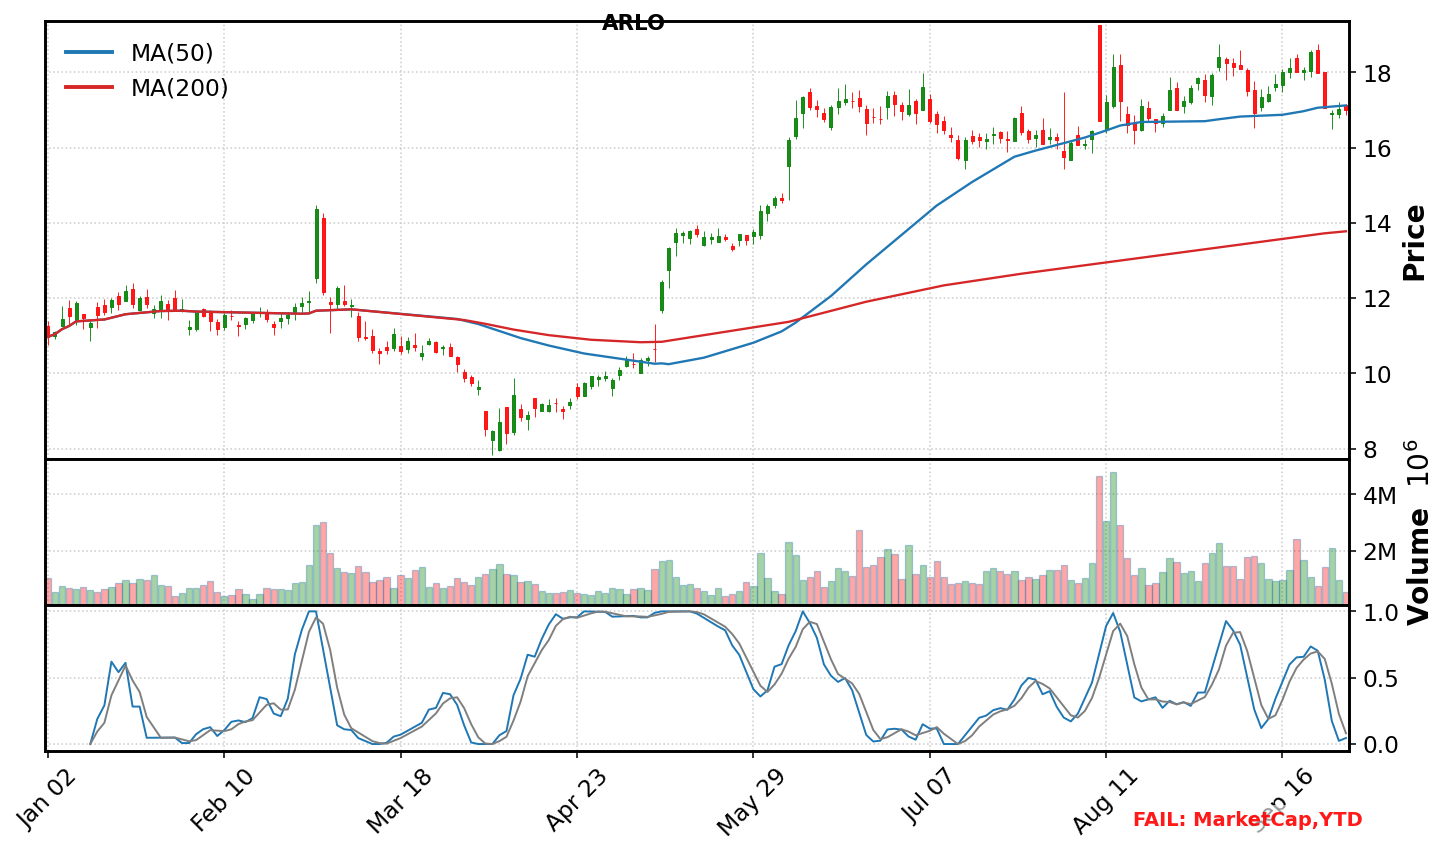 ARLO
MA(50)
MA(200)
18
16
14
12
10
8
Price
4M
2M
Volume 10^6
1.0
0.5
0.0
Jan 02
Feb 10
Mar 18
Apr 23
May 29
Jul 07
Aug 11
Sep 16
FAIL: MarketCap,YTD